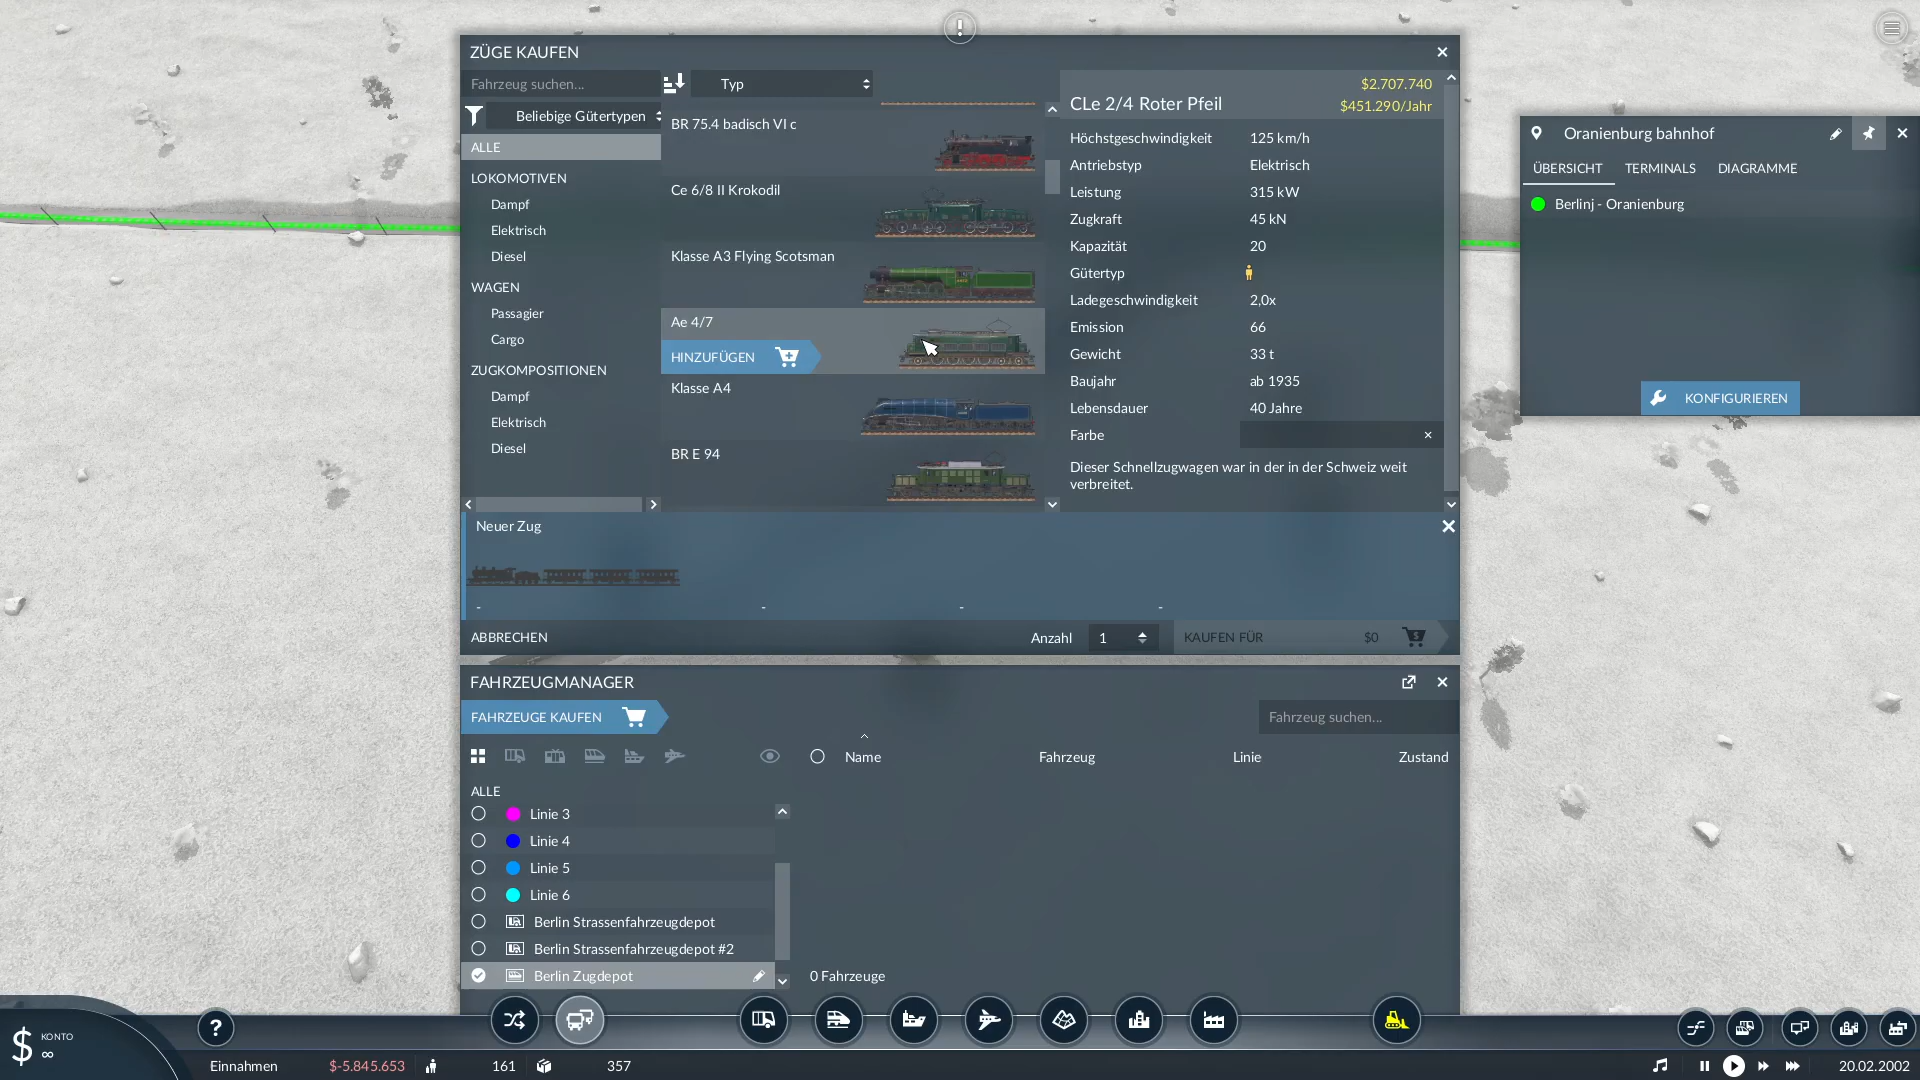 ZÜGE KAUFEN
Fahrzeug suchen...
Typ
Beliebige Gütertypen
ALLE
LOKOMOTIVEN
Dampf
Elektrisch
Diesel
WAGEN
Passagier
Cargo
ZUGKOMPOSITIONEN
Dampf
Elektrisch
Diesel
BR 75.4 badisch VI c
Ce 6/8 II Krokodil
Klasse A3 Flying Scotsman
Ae 4/7
HINZUFÜGEN
Klasse A4
BR E 94
$2.707.740
CLe 2/4 Roter Pfeil
$451.290/Jahr
Höchstgeschwindigkeit 125 km/h
Antriebstyp Elektrisch
Leistung 315 kW
Zugkraft 45 kN
Kapazität 20
Gütertyp
Ladegeschwindigkeit 2,0x
Emission 66
Gewicht 33 t
Baujahr ab 1935
Lebensdauer 40 Jahre
Farbe
Dieser Schnellzugwagen war in der in der Schweiz weit
verbreitet.
Neuer Zug
- - - -
ABBRECHEN
Anzahl 1
KAUFEN FÜR $0
Oranienburg bahnhof
ÜBERSICHT TERMINALS DIAGRAMME
Berlinj - Oranienburg
KONFIGURIEREN
FAHRZEUGMANAGER
FAHRZEUGE KAUFEN
Fahrzeug suchen...
Name Fahrzeug Linie Zustand
ALLE
Linie 3
Linie 4
Linie 5
Linie 6
Berlin Strassenfahrzeugdepot
Berlin Strassenfahrzeugdepot #2
Berlin Zugdepot
0 Fahrzeuge
$ KONTO
∞
?
Einnahmen $-5.845.653 161 357
20.02.2002